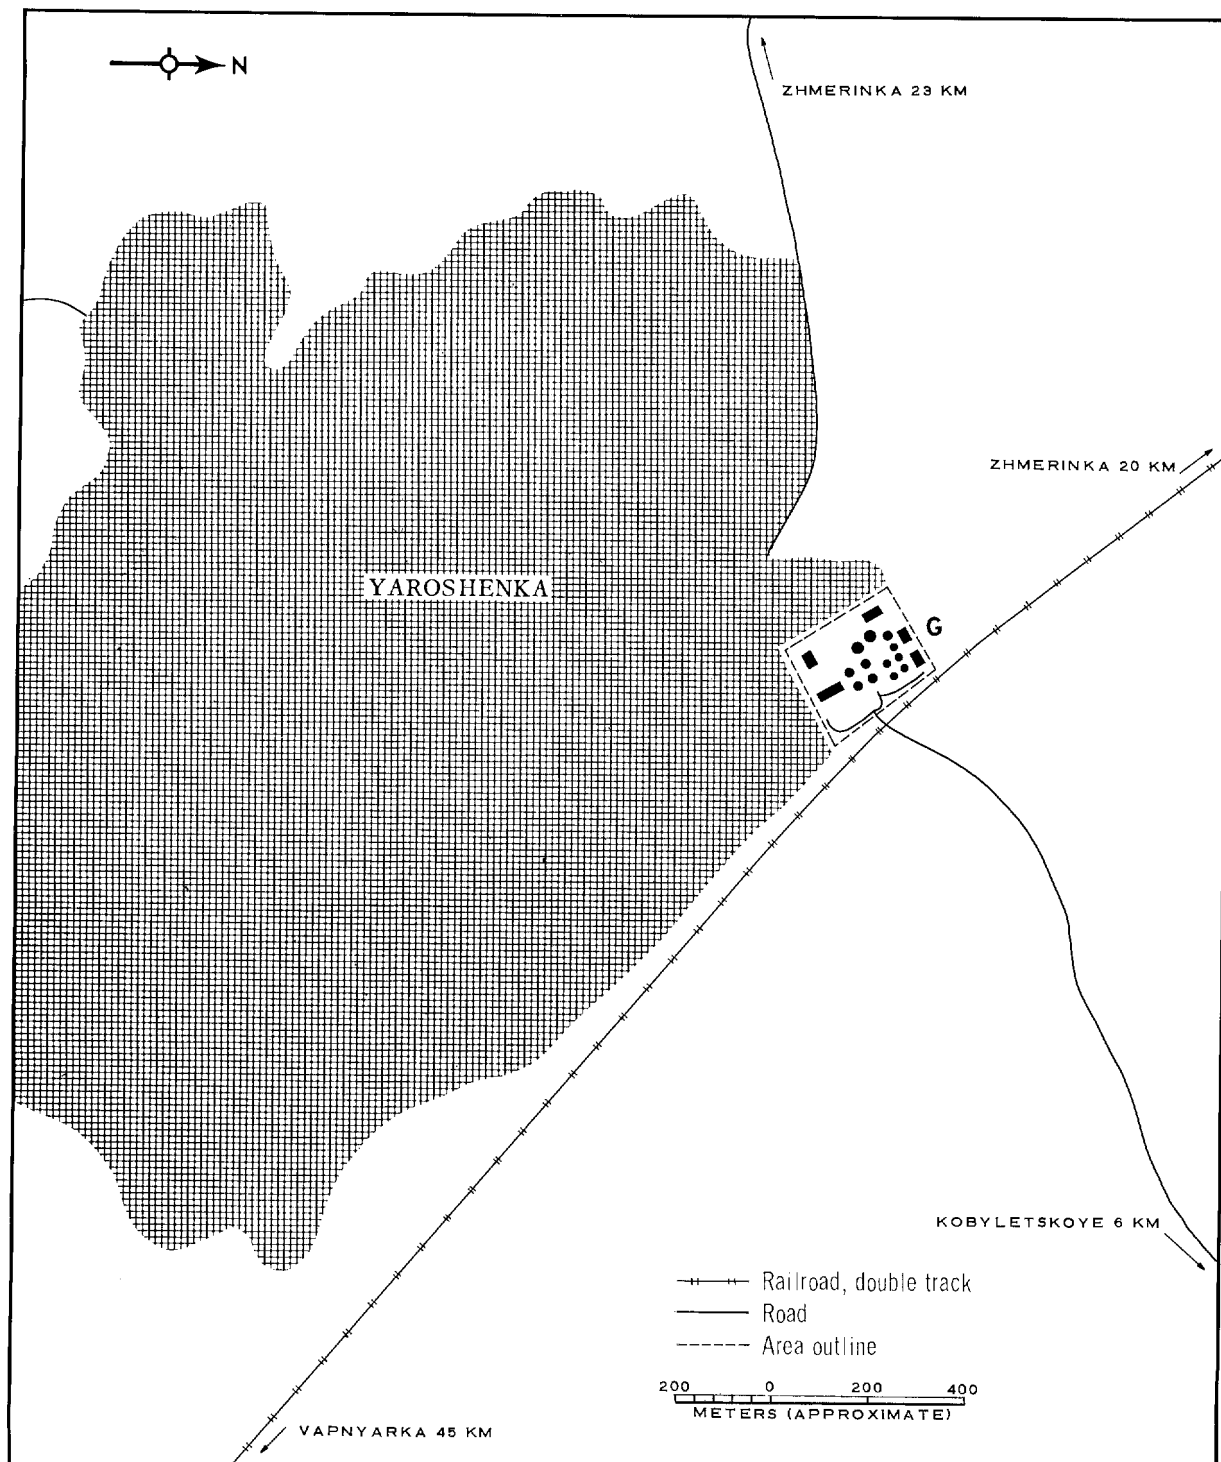 N
ZHMERINKA 23 KM
ZHMERINKA 20 KM
YAROSHENKA
G
KOBYLETSKOYE 6 KM
Railroad, double track
Road
Area outline
200 0 200 400
METERS (APPROXIMATE)
VAPNYARKA 45 KM